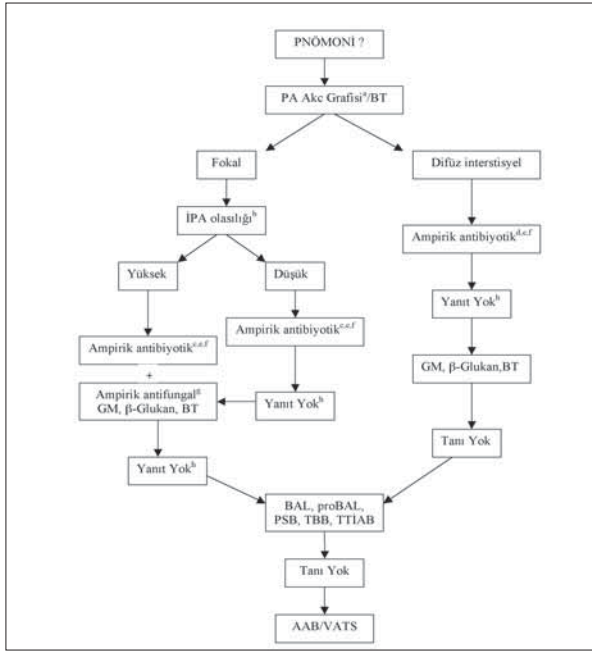 PNÖMONİ ?
PA Akc Grafisiᵃ/BT
Fokal
Difüz interstisyel
İPA olasılığıᵇ
Ampirik antibiyotikᵈ,ᵉ,ᶠ
Yüksek
Düşük
Ampirik antibiyotikᶜ,ᵉ,ᶠ
Yanıt Yokʰ
Ampirik antibiyotikᶜ,ᵉ,ᶠ
+
Ampirik antifungalᵍ
GM, β-Glukan, BT
Yanıt Yokʰ
GM, β-Glukan,BT
Yanıt Yokʰ
Tanı Yok
BAL, proBAL,
PSB, TBB, TTİAB
Tanı Yok
AAB/VATS